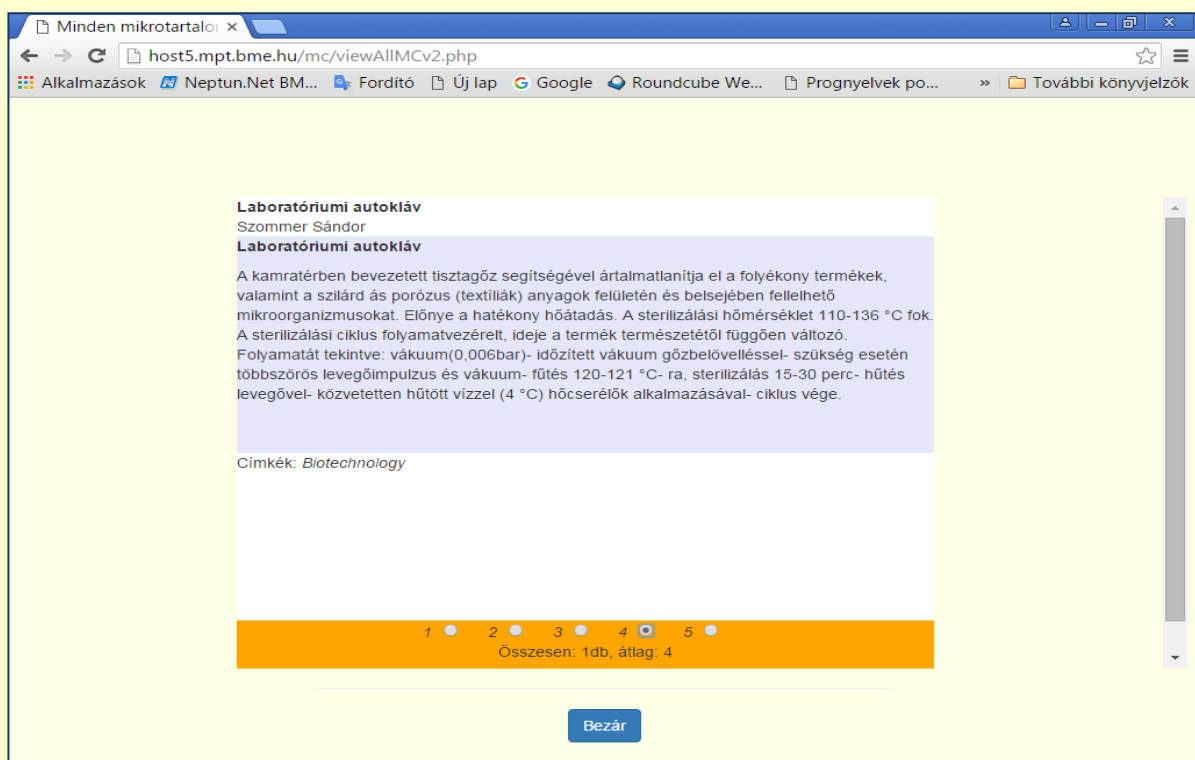 Minden mikrotartalo
host5.mpt.bme.hu/mc/viewAllMCv2.php
Alkalmazások Neptun.Net BM... Fordító Új lap Google Roundcube We... Prognyelvek po... » További könyvjelzők
Laboratóriumi autokláv
Szommer Sándor
Laboratóriumi autokláv
A kamratérben bevezetett tisztagőz segítségével ártalmatlanítja el a folyékony termékek,
valamint a szilárd ás porózus (textíliák) anyagok felületén és belsejében fellelhető
mikroorganizmusokat. Előnye a hatékony hőátadás. A sterilizálási hőmérséklet 110-136 °C fok.
A sterilizálási ciklus folyamatvezérelt, ideje a termék természetétől függően változó.
Folyamatát tekintve: vákuum(0,006bar)- időzített vákuum gőzbelövelléssel- szükség esetén
többszörös levegőimpulzus és vákuum- fűtés 120-121 °C- ra, sterilizálás 15-30 perc- hűtés
levegővel- közvetetten hűtött vízzel (4 °C) hőcserélők alkalmazásával- ciklus vége.
Címkék: Biotechnology
1 2 3 4 5
Összesen: 1db, átlag: 4
Bezár